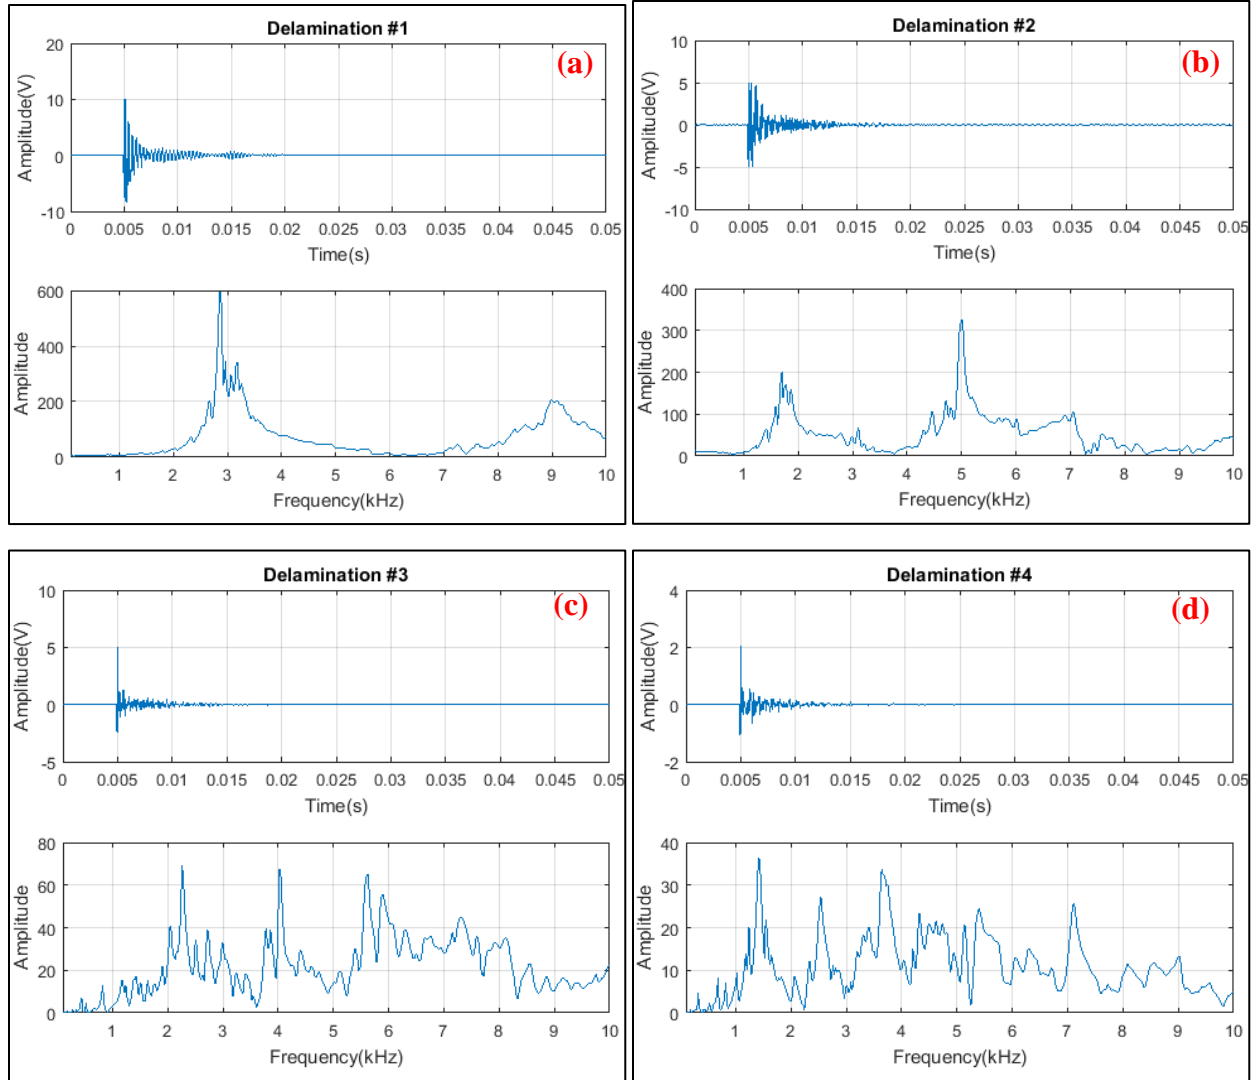 Delamination #1
(a)
Amplitude(V)
20
10
0
-10
0 0.005 0.01 0.015 0.02 0.025 0.03 0.035 0.04 0.045 0.05
Time(s)
Amplitude
600
400
200
0
1 2 3 4 5 6 7 8 9 10
Frequency(kHz)
Delamination #2
(b)
Amplitude(V)
10
5
0
-5
-10
0 0.005 0.01 0.015 0.02 0.025 0.03 0.035 0.04 0.045 0.05
Time(s)
Amplitude
400
300
200
100
0
1 2 3 4 5 6 7 8 9 10
Frequency(kHz)
Delamination #3
(c)
Amplitude(V)
10
5
0
-5
0 0.005 0.01 0.015 0.02 0.025 0.03 0.035 0.04 0.045 0.05
Time(s)
Amplitude
80
60
40
20
0
1 2 3 4 5 6 7 8 9 10
Frequency(kHz)
Delamination #4
(d)
Amplitude(V)
4
2
0
-2
0 0.005 0.01 0.015 0.02 0.025 0.03 0.035 0.04 0.045 0.05
Time(s)
Amplitude
40
30
20
10
0
1 2 3 4 5 6 7 8 9 10
Frequency(kHz)